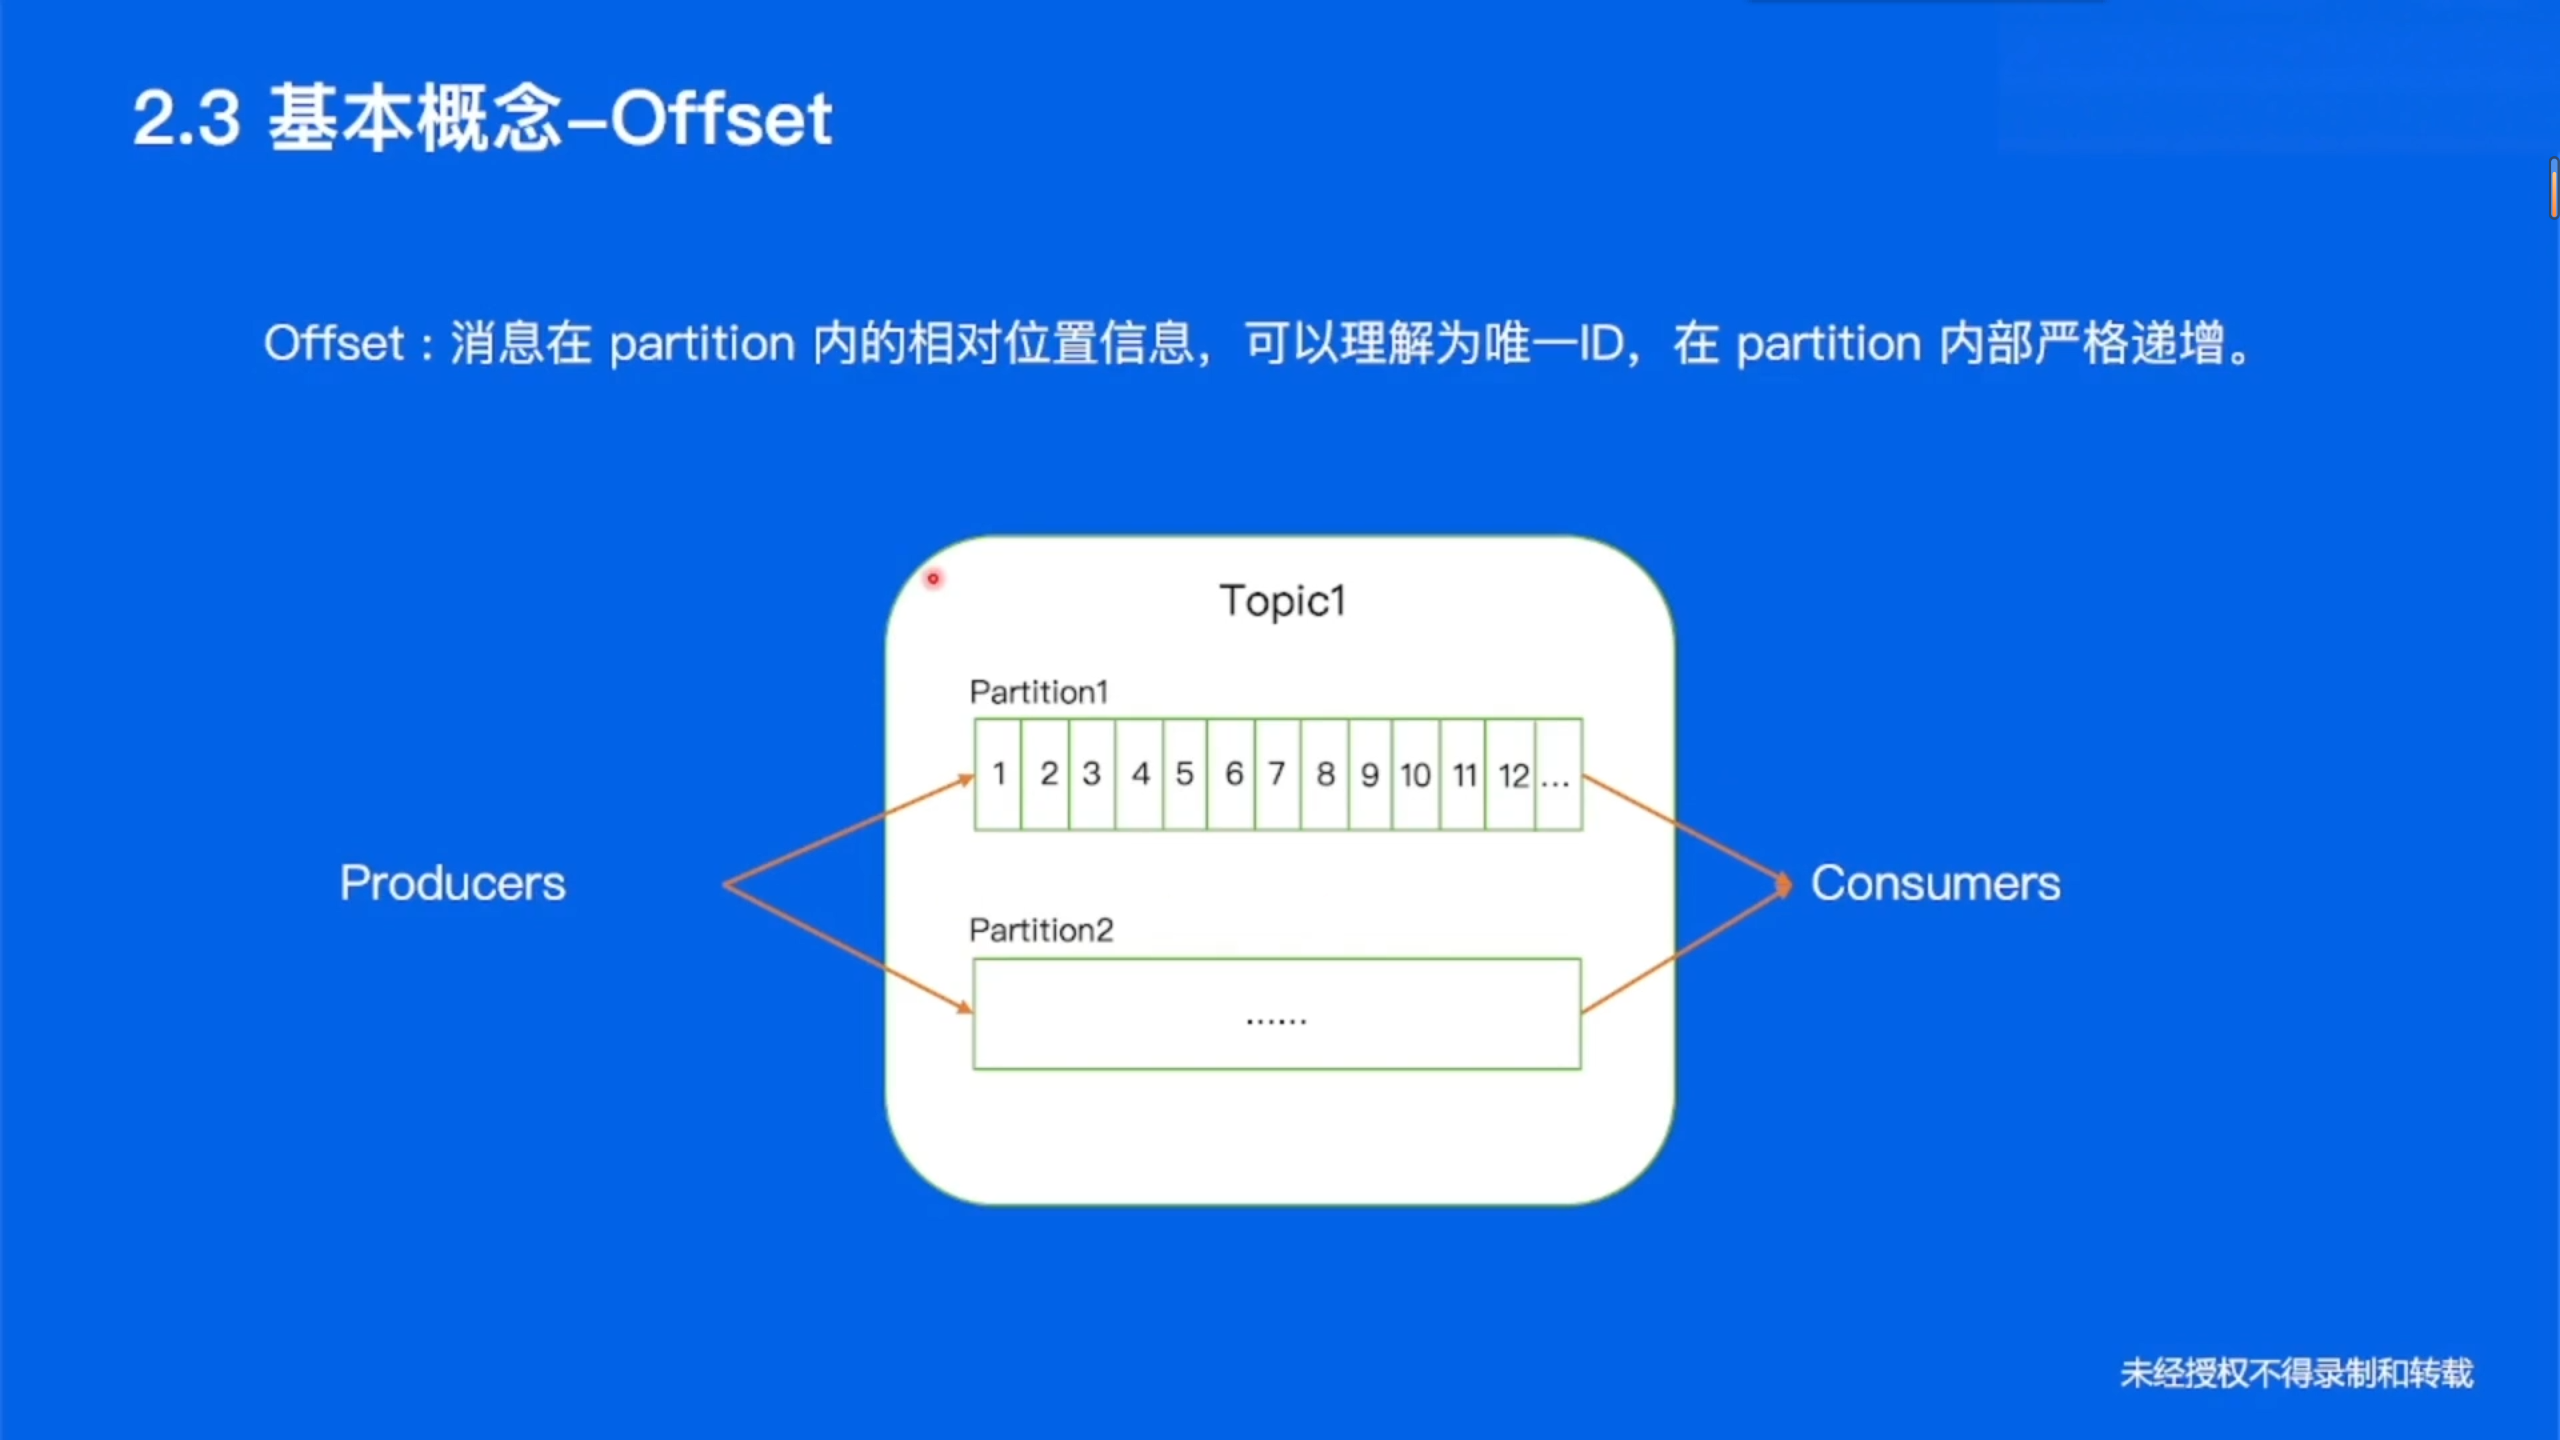 2.3 基本概念–Offset
Offset : 消息在 partition 内的相对位置信息，可以理解为唯一ID，在 partition 内部严格递增。
Topic1
Partition1
1 2 3 4 5 6 7 8 9 10 11 12 ...
Producers
Consumers
Partition2
......
未经授权不得录制和转载